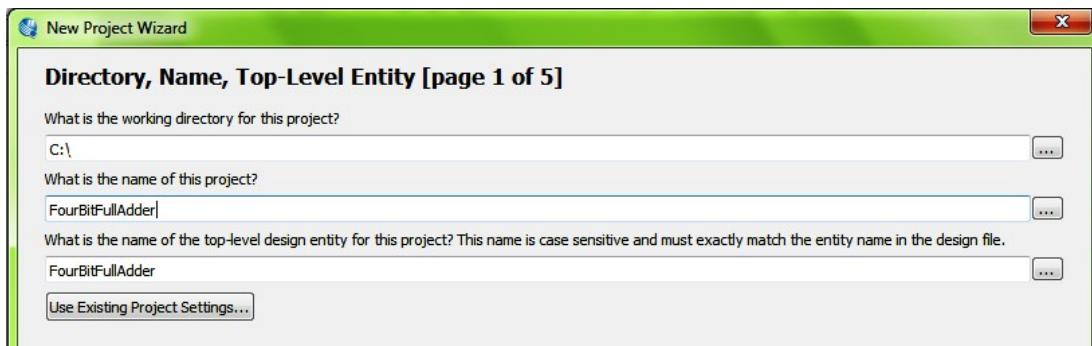 New Project Wizard
X
Directory, Name, Top-Level Entity [page 1 of 5]
What is the working directory for this project?
C:\
...
What is the name of this project?
FourBitFullAdder
...
What is the name of the top-level design entity for this project? This name is case sensitive and must exactly match the entity name in the design file.
FourBitFullAdder
...
Use Existing Project Settings...